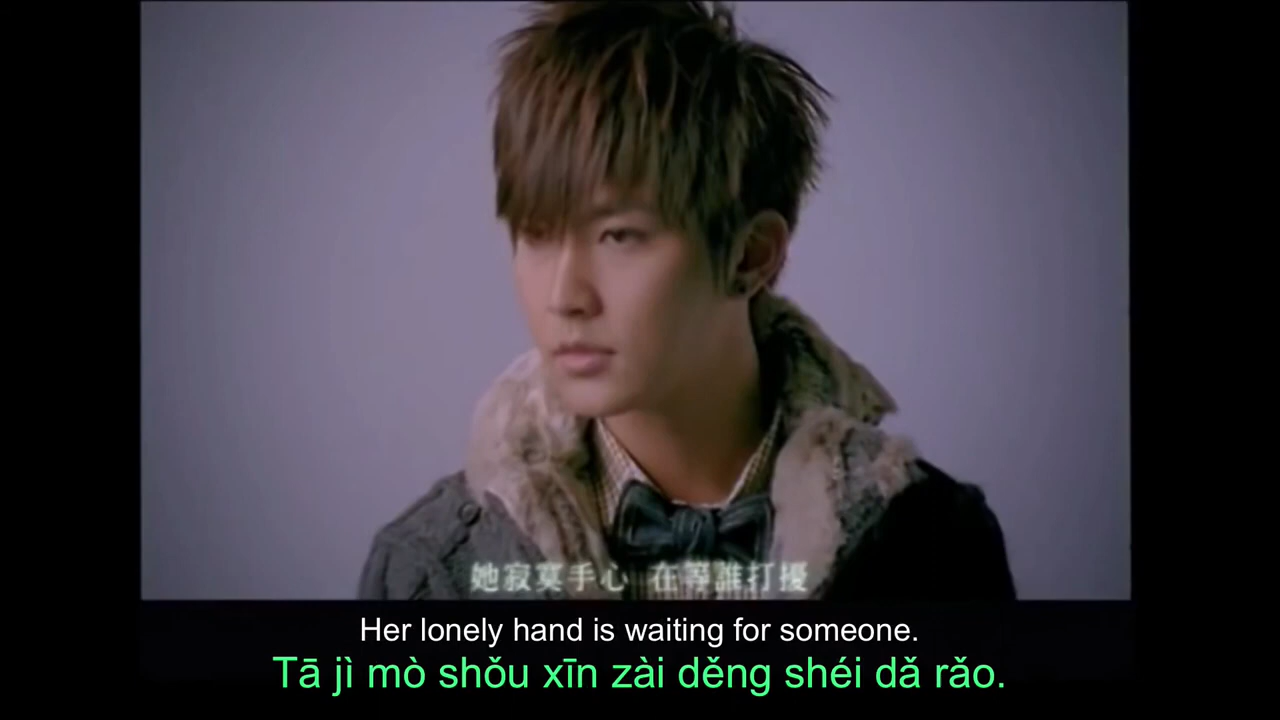 她寂寞手心 在等誰打擾
Her lonely hand is waiting for someone.
Tā jì mò shǒu xīn zài děng shéi dǎ rǎo.